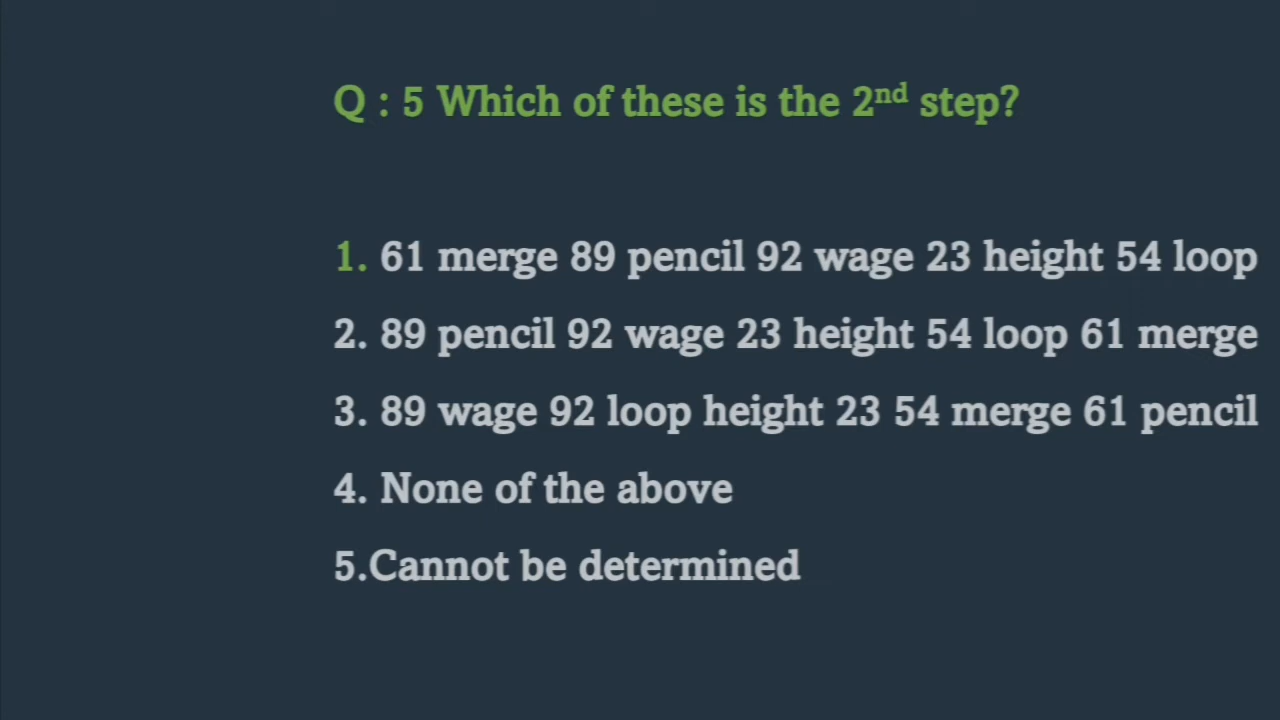 Q : 5 Which of these is the 2nd step?
1. 61 merge 89 pencil 92 wage 23 height 54 loop
2. 89 pencil 92 wage 23 height 54 loop 61 merge
3. 89 wage 92 loop height 23 54 merge 61 pencil
4. None of the above
5.Cannot be determined